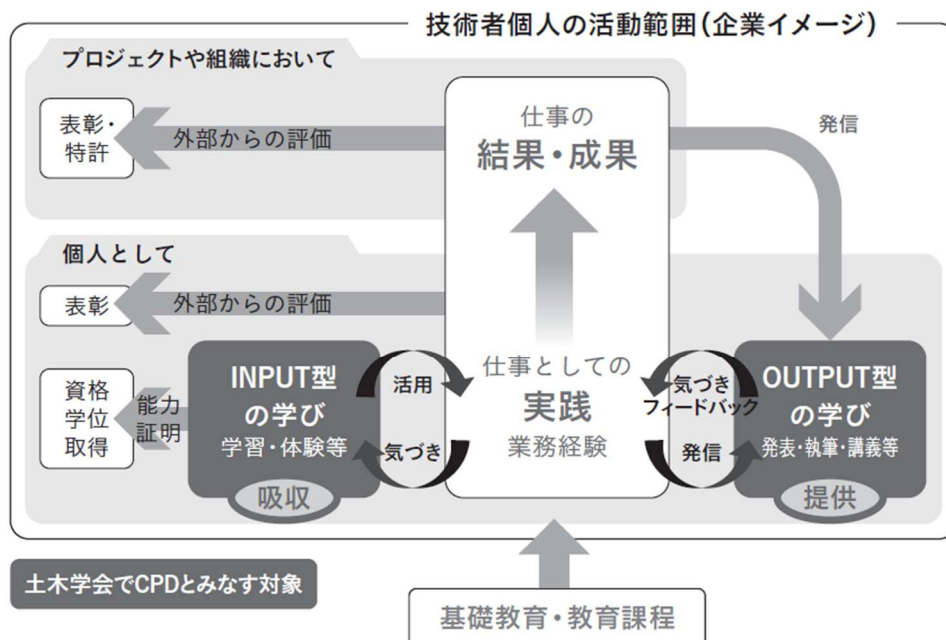 技術者個人の活動範囲（企業イメージ）
プロジェクトや組織において
表彰・
特許
外部からの評価
仕事の
結果・成果
発信
個人として
表彰
外部からの評価
資格
学位
取得
能力
証明
INPUT型
の学び
学習・体験等
吸収
活用
気づき
仕事としての
実践
業務経験
気づき
フィードバック
発信
OUTPUT型
の学び
発表・執筆・講義等
提供
土木学会でCPDとみなす対象
基礎教育・教育課程